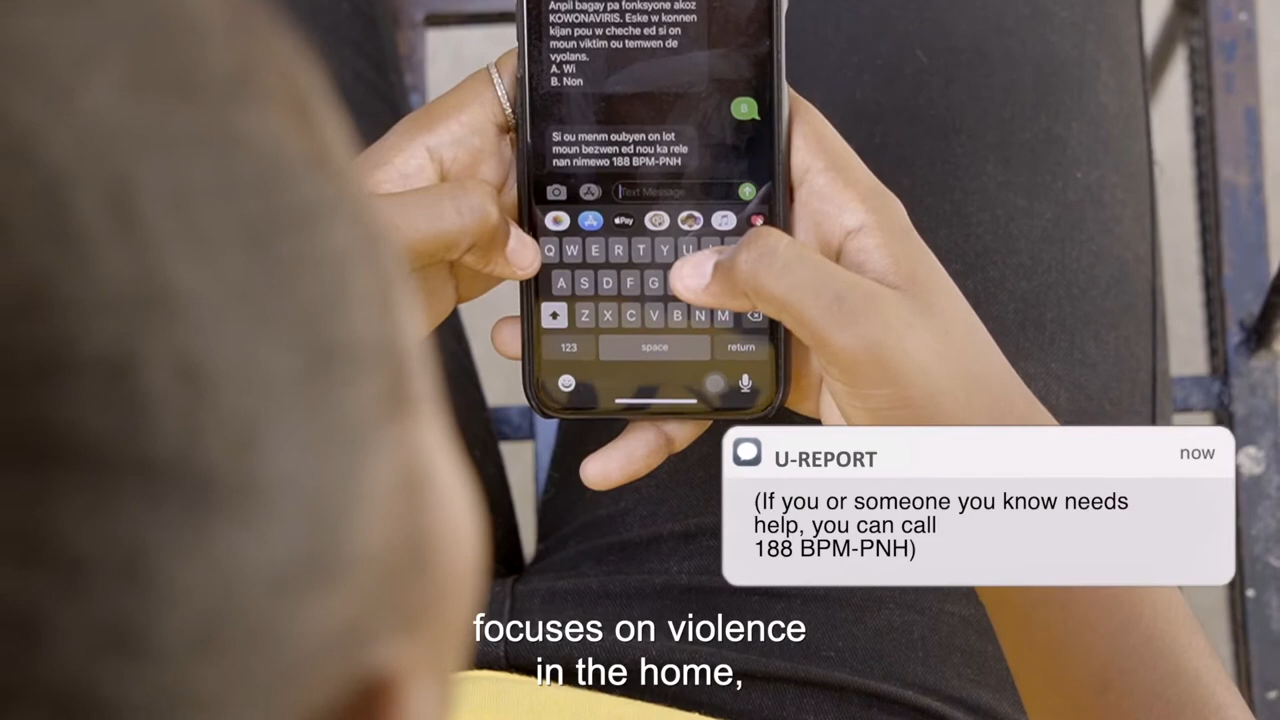 Anpil bagay pa fonksyone akoz
KOWONAVIRIS. Eske w konnen
kijan pou w cheche ed si on
moun viktim ou temwen de
vyolans.
A. Wi
B. Non
B
Si ou menm oubyen on lot
moun bezwen ed nou ka rele
nan nimewo 188 BPM-PNH
Text Message
Pay
Q W E R T Y U
A S D F G
Z X C V B N M
123 space return
U-REPORT now
(If you or someone you know needs
help, you can call
188 BPM-PNH)
focuses on violence
in the home,